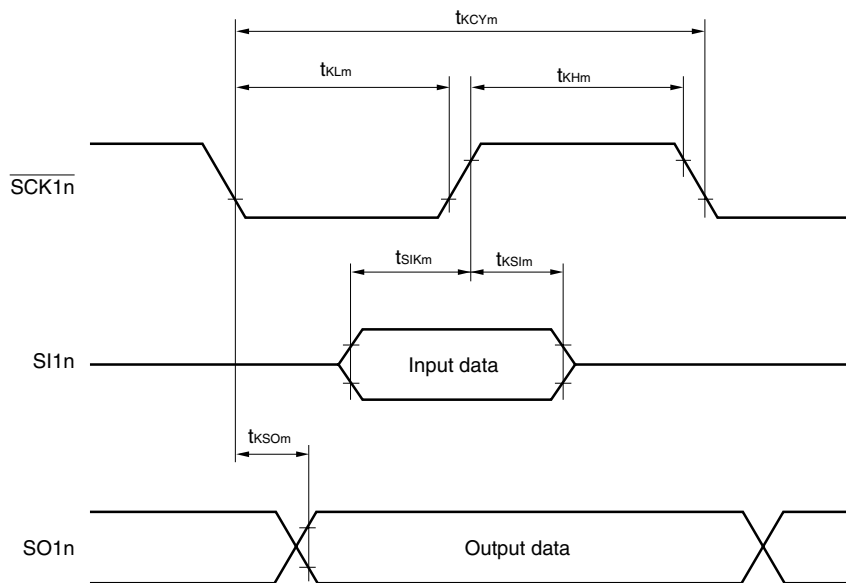 tKCYm
tKLm
tKHm
SCK1n
tSIKm
tKSIm
SI1n
Input data
tKSOm
SO1n
Output data